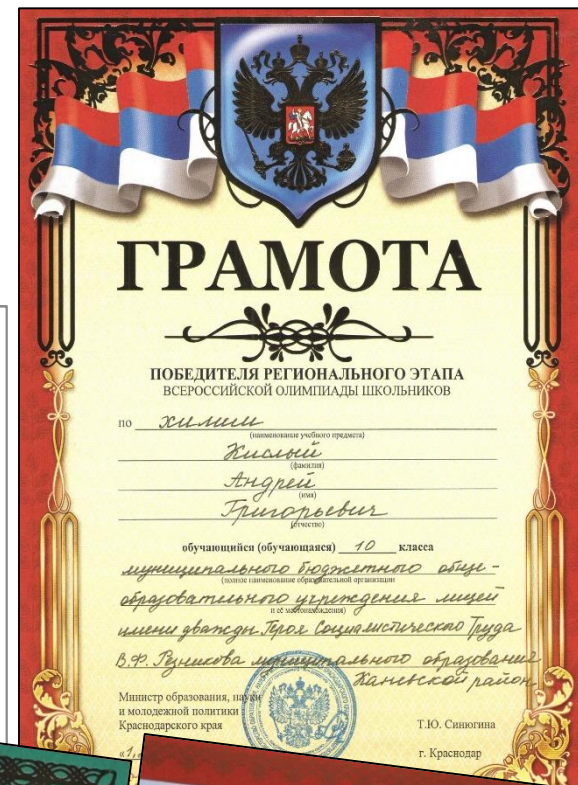 ГРАМОТА
ПОБЕДИТЕЛЯ РЕГИОНАЛЬНОГО ЭТАПА
ВСЕРОССИЙСКОЙ ОЛИМПИАДЫ ШКОЛЬНИКОВ
по химии
(наименование учебного предмета)
Кислый
(фамилия)
Андрей
(имя)
Григорьевич
(отчество)
обучающийся (обучающаяся) 10 класса
муниципального бюджетного обще-
(полное наименование образовательной организации
образовательного учреждения лицей
и её местонахождения)
имени дважды Героя Социалистического Труда
В.Ф. Резникова муниципального образования
Каневской район
Министр образования, науки
и молодежной политики
Краснодарского края
Т.Ю. Синюгина
г. Краснодар